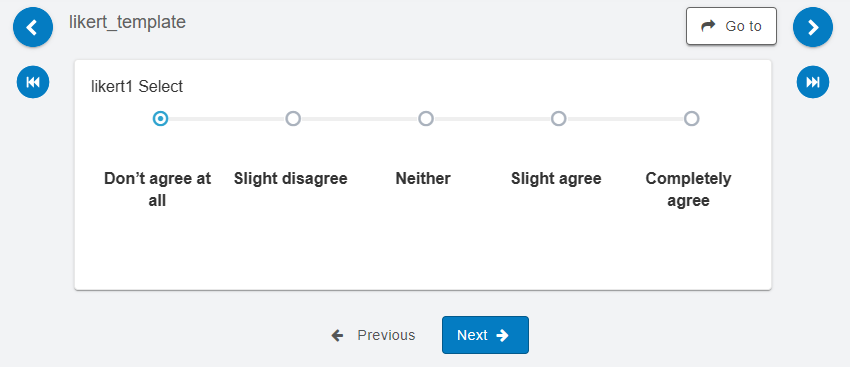 likert_template
Go to
likert1 Select
Don’t agree at all
Slight disagree
Neither
Slight agree
Completely agree
Previous
Next